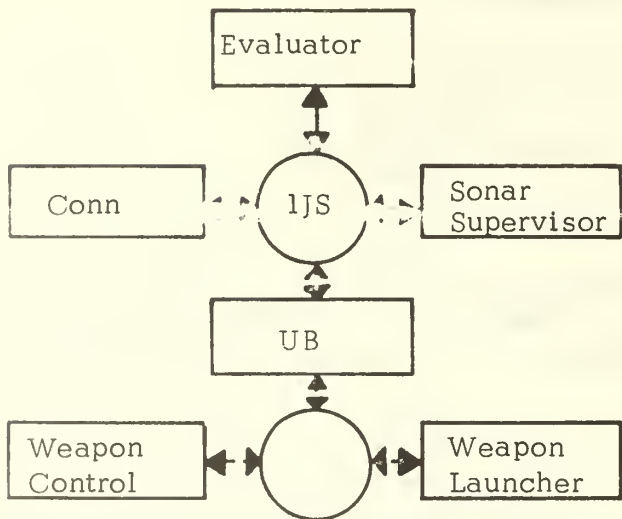 Evaluator
Conn
1JS
Sonar
Supervisor
UB
Weapon
Control
Weapon
Launcher